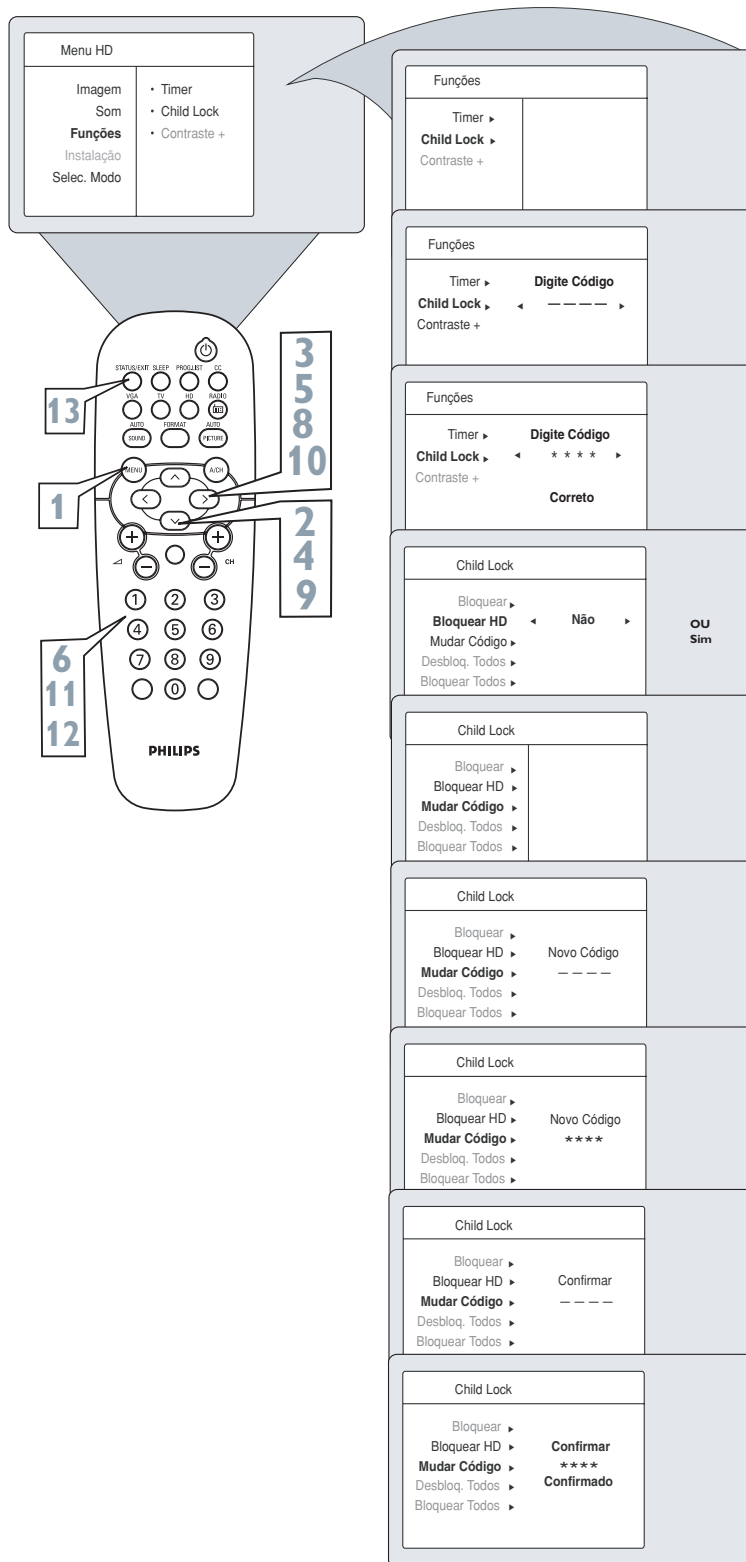 Menu HD
Imagem
Som
Funções
Instalação
Selec. Modo
• Timer
• Child Lock
• Contraste +
STATUS/EXIT SLEEP PROG.LIST CC
VGA TV HD RADIO
AUTO FORMAT AUTO
SOUND PICTURE
MENU A/CH
+ +
− − CH
1 2 3
4 5 6
7 8 9
0
PHILIPS
13
1
3
5
8
10
2
4
9
6
11
12
Funções
Timer ▸
Child Lock ▸
Contraste +
Funções
Timer ▸ Digite Código
Child Lock ▸ ◂ – – – – ▸
Contraste +
Funções
Timer ▸ Digite Código
Child Lock ▸ ◂ * * * * ▸
Contraste +
Correto
Child Lock
Bloquear ▸
Bloquear HD ◂ Não ▸
Mudar Código ▸
Desbloq. Todos ▸
Bloquear Todos ▸
OU
Sim
Child Lock
Bloquear ▸
Bloquear HD ▸
Mudar Código ▸
Desbloq. Todos ▸
Bloquear Todos ▸
Child Lock
Bloquear ▸
Bloquear HD ▸ Novo Código
Mudar Código ▸ – – – –
Desbloq. Todos ▸
Bloquear Todos ▸
Child Lock
Bloquear ▸
Bloquear HD ▸ Novo Código
Mudar Código ▸ ****
Desbloq. Todos ▸
Bloquear Todos ▸
Child Lock
Bloquear ▸
Bloquear HD ▸ Confirmar
Mudar Código ▸ – – – –
Desbloq. Todos ▸
Bloquear Todos ▸
Child Lock
Bloquear ▸
Bloquear HD ▸ Confirmar
Mudar Código ▸ ****
Desbloq. Todos ▸ Confirmado
Bloquear Todos ▸